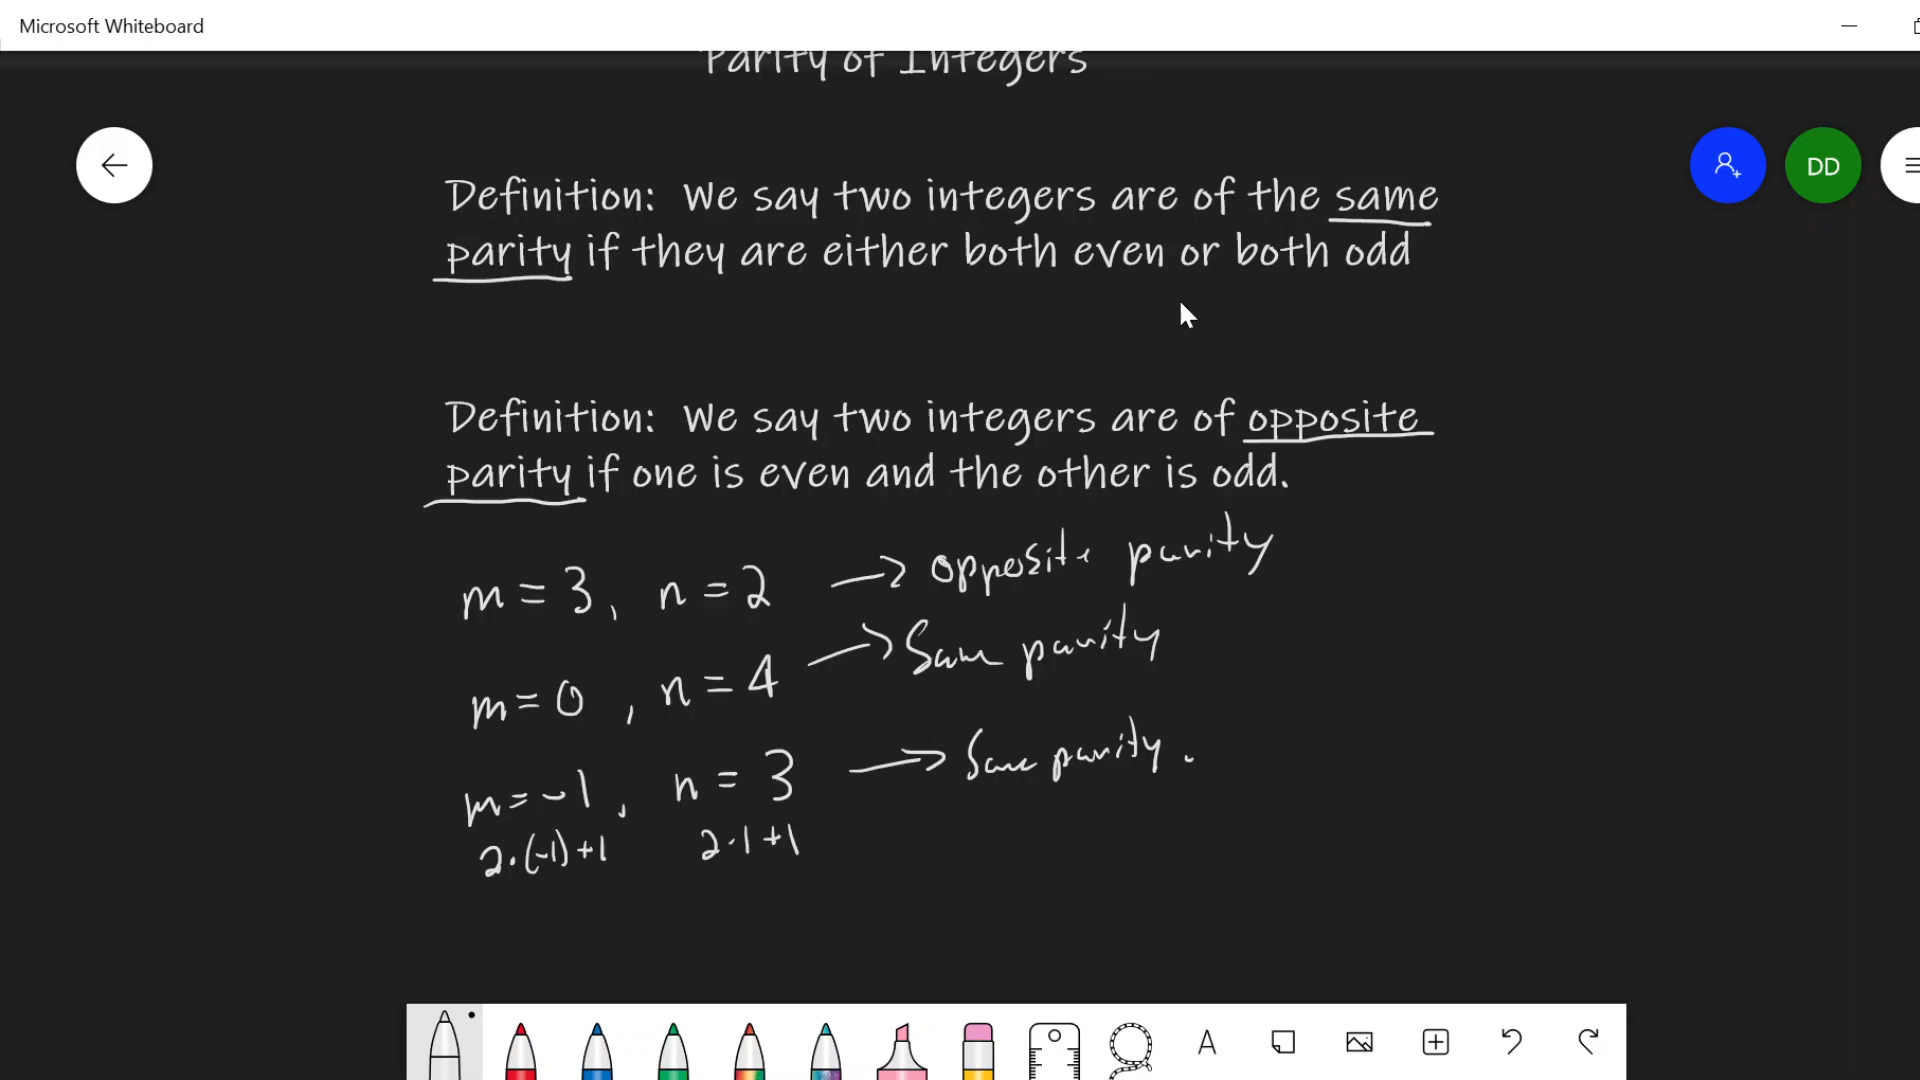 Microsoft Whiteboard
Parity of Integers
DD
Definition: We say two integers are of the same
parity if they are either both even or both odd
Definition: We say two integers are of opposite
parity if one is even and the other is odd.
m = 3, n = 2 → opposite parity
m = 0, n = 4 → Same parity
m = -1, n = 3 → Same parity.
2·(-1)+1 2·1+1
A